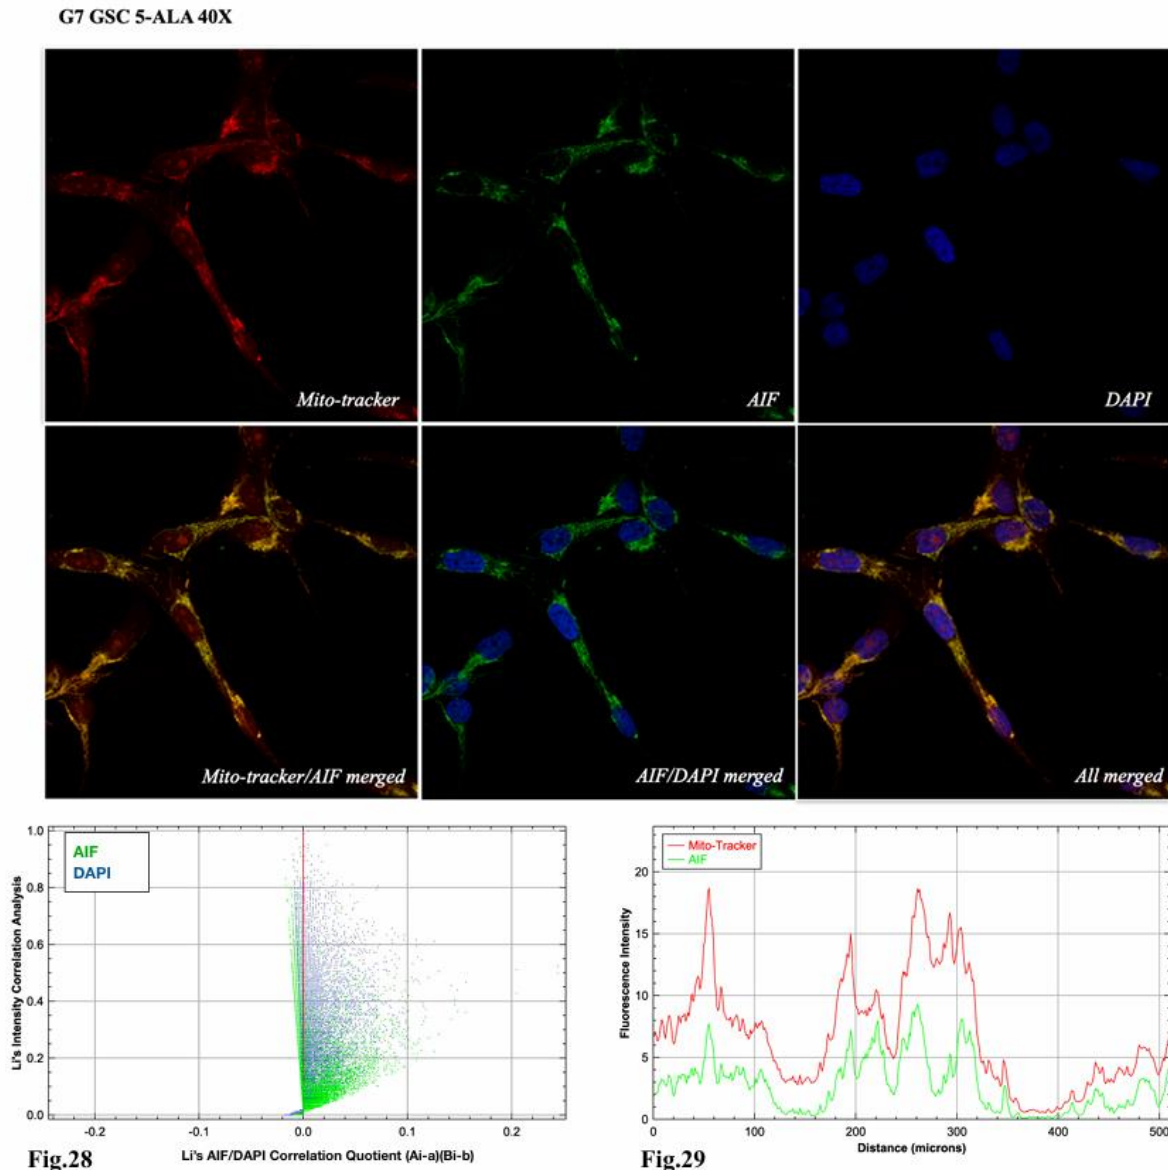 G7 GSC 5-ALA 40X
Mito-tracker
AIF
DAPI
Mito-tracker/AIF merged
AIF/DAPI merged
All merged
AIF
DAPI
Li's Intensity Correlation Analysis
1.0
0.8
0.6
0.4
0.2
0.0
-0.2
-0.1
0.0
0.1
0.2
Li's AIF/DAPI Correlation Quotient (Ai-a)(Bi-b)
Fig.28
Mito-Tracker
AIF
Fluorescence Intensity
20
15
10
5
0
0
100
200
300
400
500
Distance (microns)
Fig.29